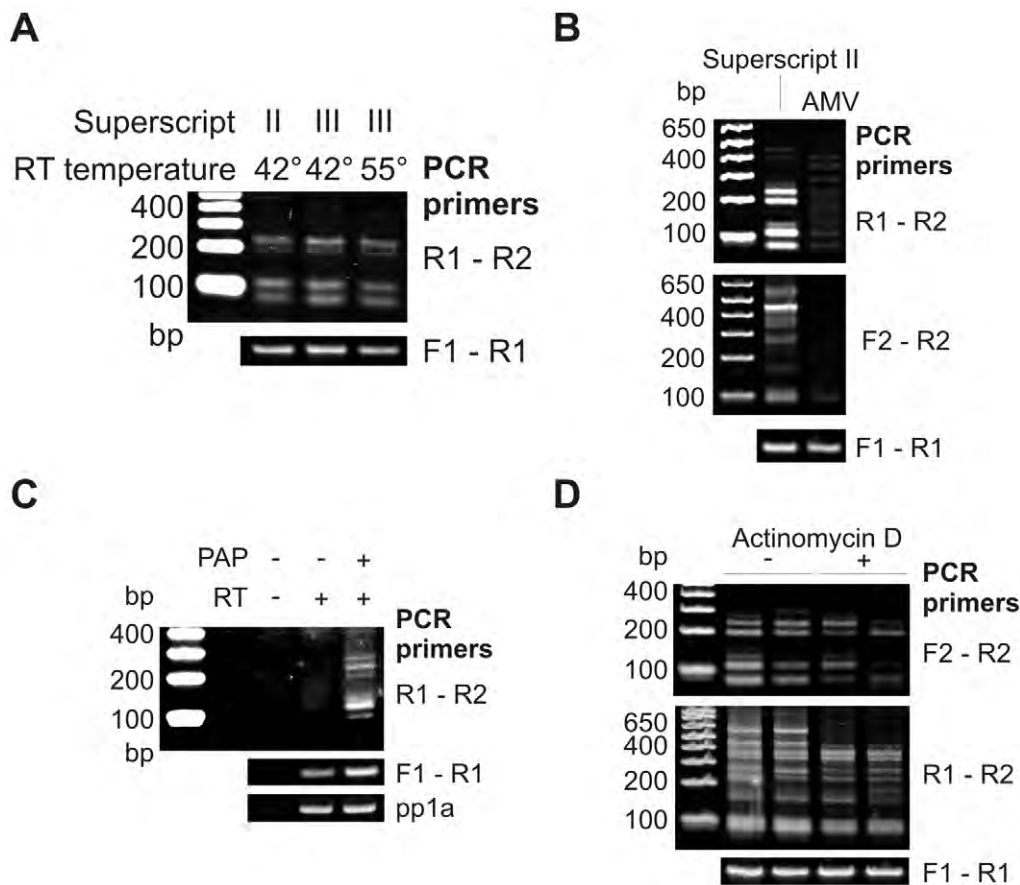 A
Superscript II III III
RT temperature 42° 42° 55° PCR primers
400
200
100
bp
R1 - R2
F1 - R1
B
Superscript II
bp AMV
650
400
200
100
PCR primers
R1 - R2
650
400
200
100
F2 - R2
F1 - R1
C
PAP - - +
bp RT - + +
400
200
100
bp
PCR primers
R1 - R2
F1 - R1
pp1a
D
Actinomycin D
bp - +
400
200
100
PCR primers
F2 - R2
650
400
200
100
R1 - R2
F1 - R1